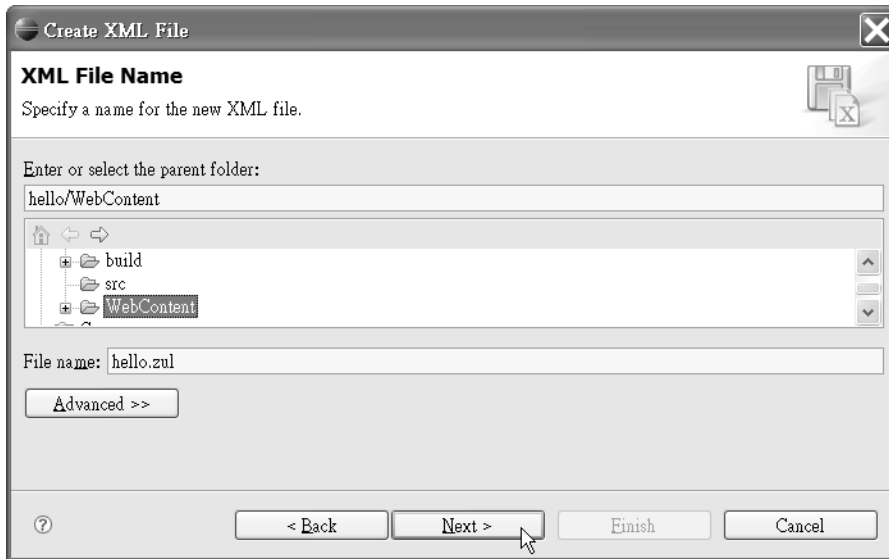 Create XML File
XML File Name
Specify a name for the new XML file.
Enter or select the parent folder:
hello/WebContent
build
src
WebContent
File name: hello.zul
Advanced >>
< Back Next > Finish Cancel